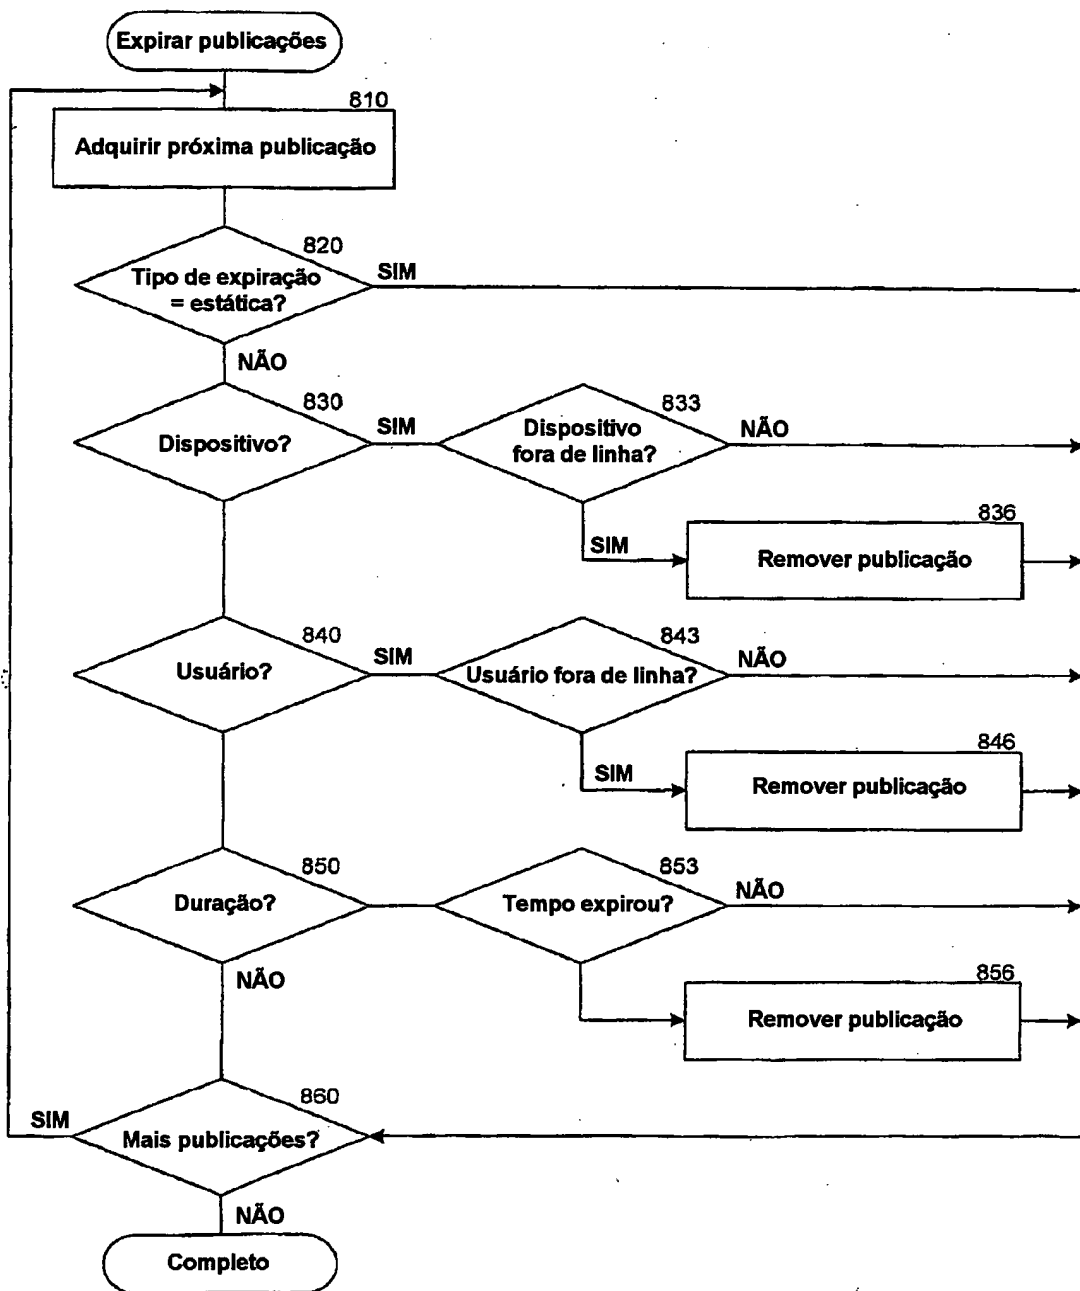 Expirar publicações
810
Adquirir próxima publicação
820
Tipo de expiração
= estática?
SIM
NÃO
830
Dispositivo?
SIM
833
Dispositivo
fora de linha?
NÃO
SIM
836
Remover publicação
840
Usuário?
SIM
843
Usuário fora de linha?
NÃO
SIM
846
Remover publicação
850
Duração?
853
Tempo expirou?
NÃO
NÃO
856
Remover publicação
860
SIM
Mais publicações?
NÃO
Completo